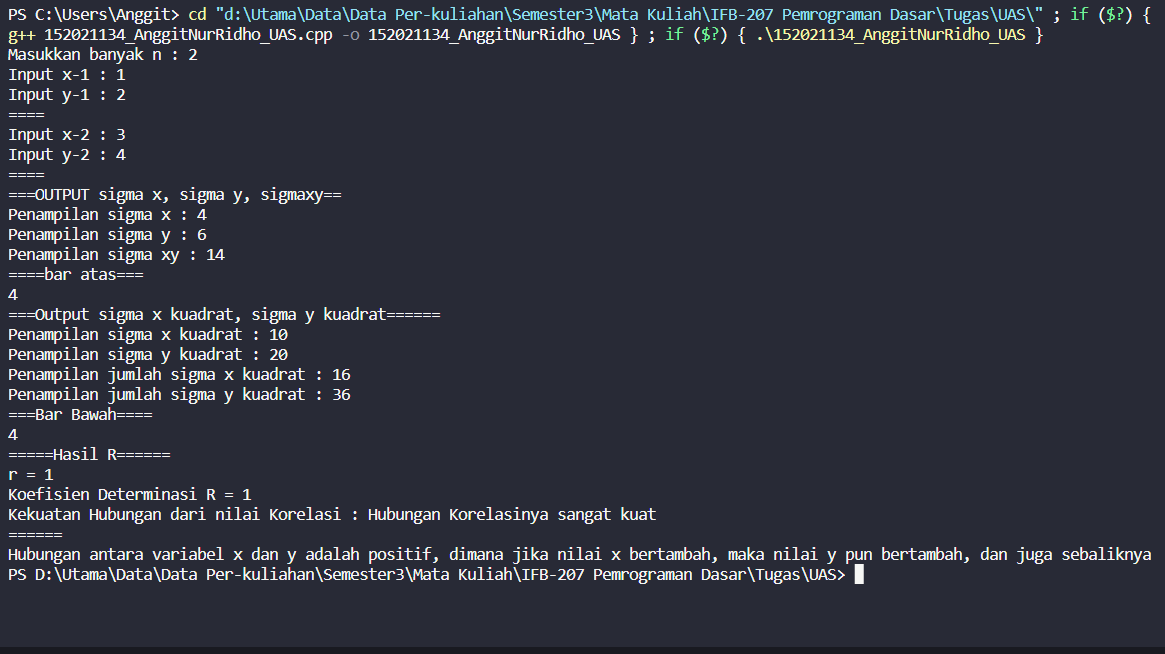 PS C:\Users\Anggit> cd "d:\Utama\Data\Data Per-kuliahan\Semester3\Mata Kuliah\IFB-207 Pemrograman Dasar\Tugas\UAS\" ; if ($?) {
g++ 152021134_AnggitNurRidho_UAS.cpp -o 152021134_AnggitNurRidho_UAS } ; if ($?) { .\152021134_AnggitNurRidho_UAS }
Masukkan banyak n : 2
Input x-1 : 1
Input y-1 : 2
====
Input x-2 : 3
Input y-2 : 4
====
===OUTPUT sigma x, sigma y, sigmaxy==
Penampilan sigma x : 4
Penampilan sigma y : 6
Penampilan sigma xy : 14
====bar atas===
4
===Output sigma x kuadrat, sigma y kuadrat======
Penampilan sigma x kuadrat : 10
Penampilan sigma y kuadrat : 20
Penampilan jumlah sigma x kuadrat : 16
Penampilan jumlah sigma y kuadrat : 36
===Bar Bawah====
4
=====Hasil R======
r = 1
Koefisien Determinasi R = 1
Kekuatan Hubungan dari nilai Korelasi : Hubungan Korelasinya sangat kuat
======
Hubungan antara variabel x dan y adalah positif, dimana jika nilai x bertambah, maka nilai y pun bertambah, dan juga sebaliknya
PS D:\Utama\Data\Data Per-kuliahan\Semester3\Mata Kuliah\IFB-207 Pemrograman Dasar\Tugas\UAS>